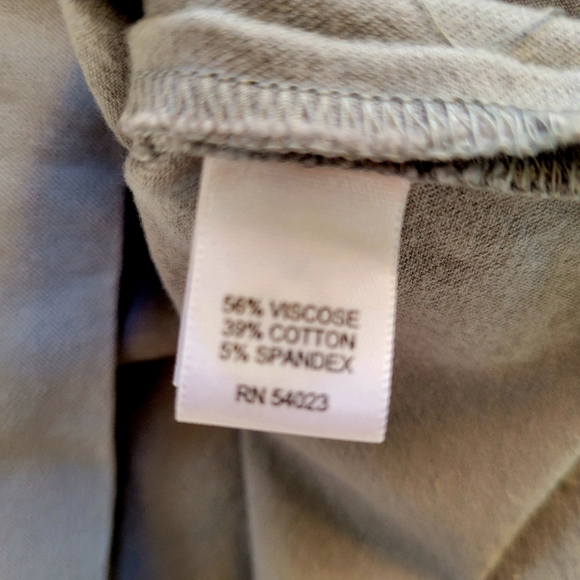 56% VISCOSE
39% COTTON
5% SPANDEX
RN 54023